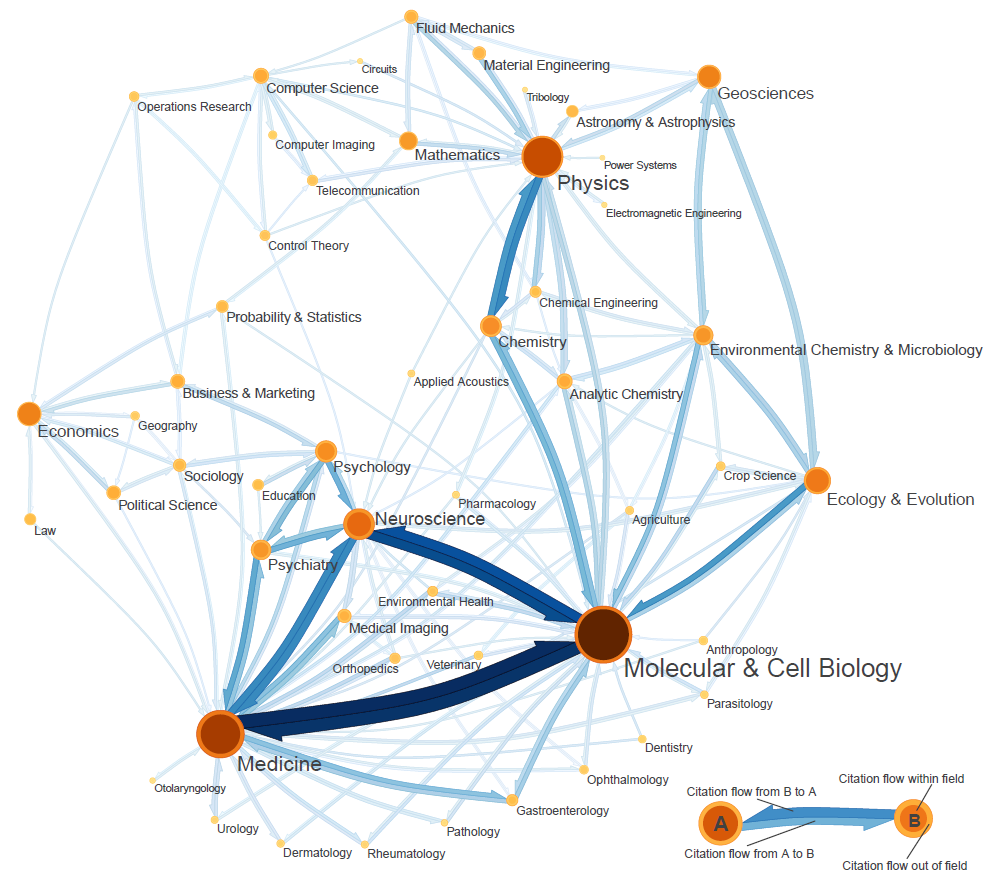 Fluid Mechanics
Material Engineering
Circuits
Computer Science
Geosciences
Tribology
Operations Research
Astronomy & Astrophysics
Computer Imaging
Mathematics
Power Systems
Physics
Telecommunication
Electromagnetic Engineering
Control Theory
Chemical Engineering
Probability & Statistics
Chemistry
Environmental Chemistry & Microbiology
Applied Acoustics
Business & Marketing
Analytic Chemistry
Geography
Economics
Psychology
Sociology
Crop Science
Education
Political Science
Pharmacology
Ecology & Evolution
Neuroscience
Agriculture
Law
Psychiatry
Environmental Health
Medical Imaging
Anthropology
Orthopedics
Veterinary
Molecular & Cell Biology
Parasitology
Dentistry
Medicine
Ophthalmology
Otolaryngology
Gastroenterology
Urology
Pathology
Dermatology
Rheumatology
Citation flow within field
Citation flow from B to A
A
B
Citation flow from A to B
Citation flow out of field